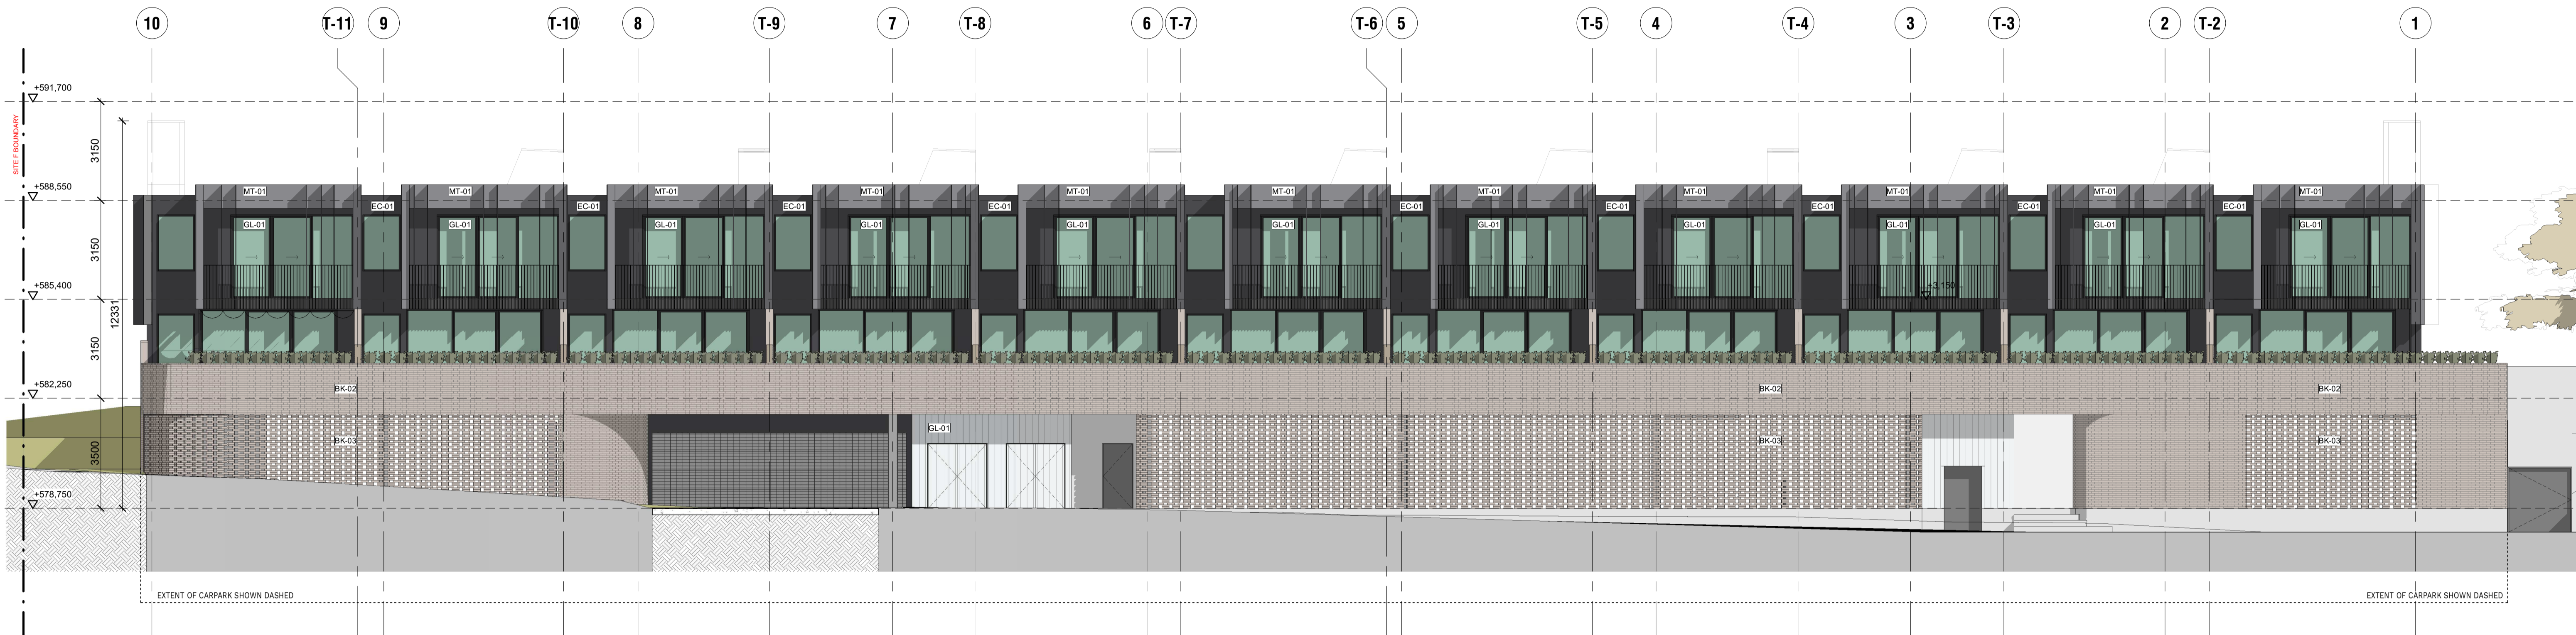 10 T-11 9 T-10 8 T-9 7 T-8 6 T-7 T-6 5 T-5 4 T-4 3 T-3 2 T-2 1
+591,700
SITE F BOUNDARY
3150
+588,550
MT-01 MT-01 MT-01 MT-01 MT-01 MT-01 MT-01 MT-01 MT-01 MT-01 MT-01
EC-01 EC-01 EC-01 EC-01 EC-01 EC-01 EC-01 EC-01 EC-01
GL-01 GL-01 GL-01 GL-01 GL-01 GL-01 GL-01 GL-01 GL-01 GL-01 GL-01
3150
+585,400
+3,150
12331
3150
+582,250
BK-02 BK-02 BK-02
GL-01
BK-03 BK-03 BK-03
3500
+578,750
EXTENT OF CARPARK SHOWN DASHED EXTENT OF CARPARK SHOWN DASHED